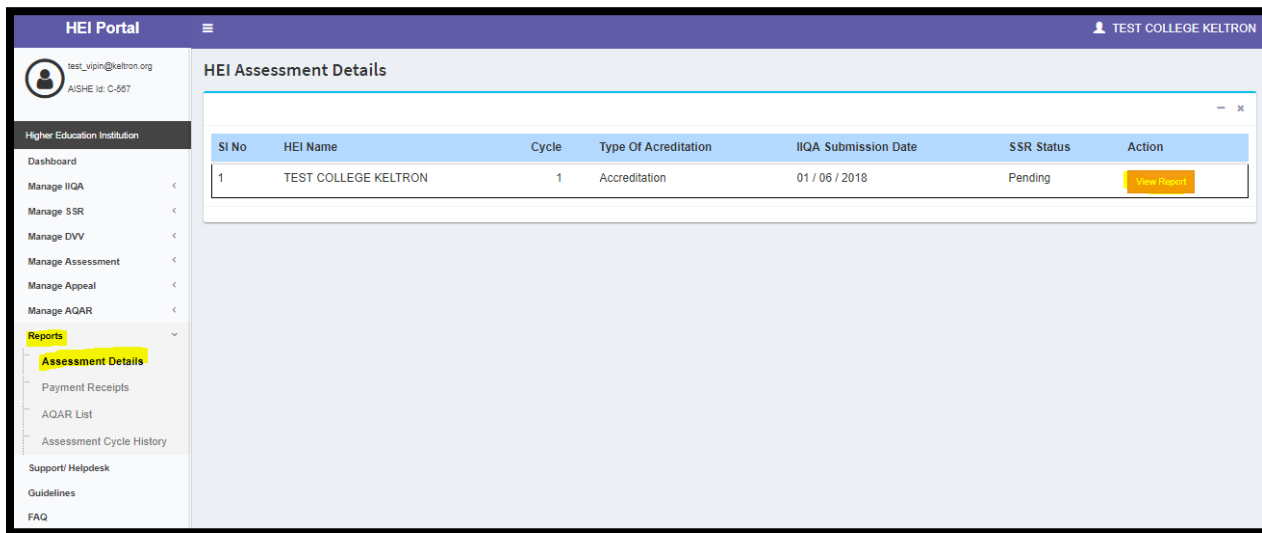 HEI Portal
TEST COLLEGE KELTRON
test_vipin@keltron.org
AISHE Id: C-567
Higher Education Institution
Dashboard
Manage IIQA
Manage SSR
Manage DVV
Manage Assessment
Manage Appeal
Manage AQAR
Reports
Assessment Details
Payment Receipts
AQAR List
Assessment Cycle History
Support/ Helpdesk
Guidelines
FAQ
HEI Assessment Details
SI No HEI Name Cycle Type Of Acreditation IIQA Submission Date SSR Status Action
1 TEST COLLEGE KELTRON 1 Accreditation 01 / 06 / 2018 Pending View Report